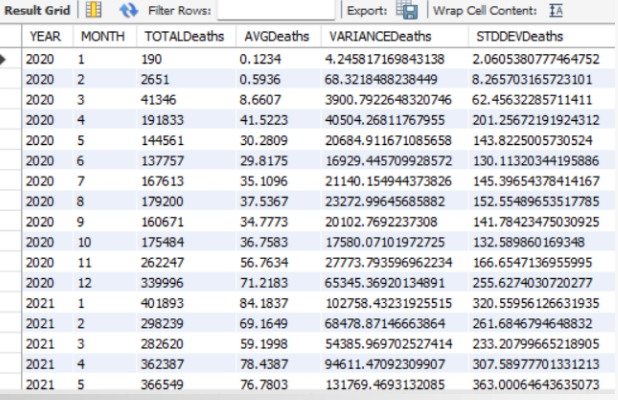 Result Grid Filter Rows: Export: Wrap Cell Content: IA
YEAR MONTH TOTALDeaths AVGDeaths VARIANCEDeaths STDDEVDeaths
2020 1 190 0.1234 4.245817169843138 2.0605380777464752
2020 2 2651 0.5936 68.3218488238449 8.265703165723101
2020 3 41346 8.6607 3900.7922648320746 62.45632285711411
2020 4 191833 41.5223 40504.26811767955 201.25672191924312
2020 5 144561 30.2809 20684.911671085658 143.8225005730524
2020 6 137757 29.8175 16929.445709928572 130.11320344195886
2020 7 167613 35.1096 21140.154944373826 145.39654378414167
2020 8 179200 37.5367 23272.99645685882 152.55489653517785
2020 9 160671 34.7773 20102.7692237308 141.78423475030925
2020 10 175484 36.7583 17580.07101972725 132.589860169348
2020 11 262247 56.7634 27773.793596962234 166.6547136955995
2020 12 339996 71.2183 65345.36920134891 255.6274030720277
2021 1 401893 84.1837 102758.43231925515 320.55956126631935
2021 2 298239 69.1649 68478.87146663864 261.6846794648832
2021 3 282620 59.1998 54385.969702527414 233.20799665218905
2021 4 362387 78.4387 94611.47092309907 307.58977701331213
2021 5 366549 76.7803 131769.4693132085 363.00064643635073